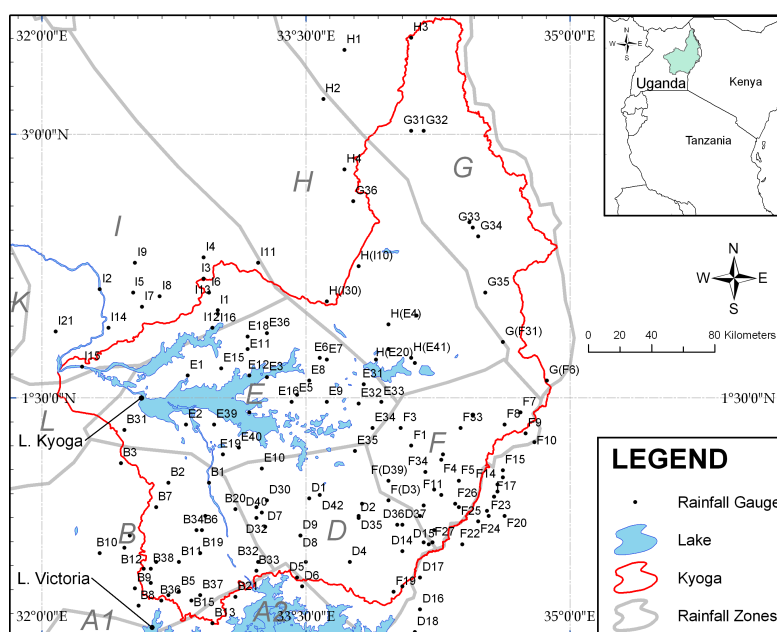 32°0'0"E 33°30'0"E 35°0'0"E
H3
H1
H2
3°0'0"N
G31 G32
H4
H
G
G36
G33
G34
I
I4
I9
I11
I3
H(I10)
I2
I5
I8
I6
I13
I7
H(I30)
G35
K
I1
H(E4)
I21
I14
I12 I16
E18 E36
E11
G(F31)
E6 E7
H(E20) H(E41)
I15
E15
E12 E3
E1
E8
E31
G(F6)
E
1°30'0"N
1°30'0"N
E16 E5
E9
E32 E33
F7
L
L. Kyoga
B31
E2 E39
F34 F3
F33
F8
F9
E40
E19
E35
F1
F
F10
B3
E10
F15
F34
F4 F5
F14
B2
B1
F(D39)
F17
D1
F11
B7
B20 D40
D30
D42
D2
F(D3)
F26
D7
D35
D36 D37
F25
F23
F20
B34 B6
D32
D9
D
F24
B
B10
B19
D8
D15 F27
F22
B12
B38
B32
B33
D4
B9
D5
D6
D17
L. Victoria
B8
B36 B5
B37
B21
F19
B15
D16
A1
B13
A2
D18
32°0'0"E 33°30'0"E 35°0'0"E
N
W E
S
Uganda
Kenya
Tanzania
N
W E
S
0 20 40 80 Kilometers
LEGEND
Rainfall Gauges
Lake
Kyoga
Rainfall Zones